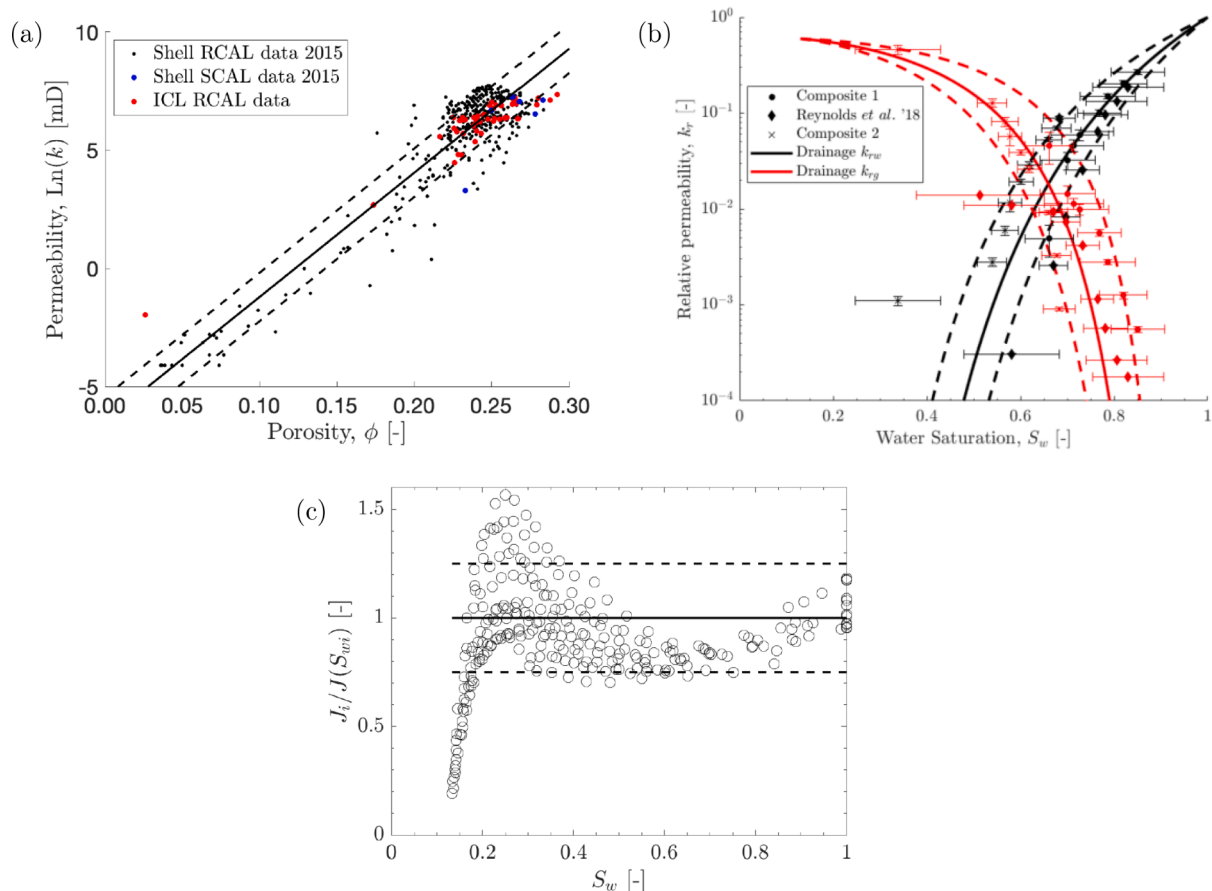 (a)
Permeability, Ln(k) [mD]
10
5
0
-5
Shell RCAL data 2015
Shell SCAL data 2015
ICL RCAL data
0.00 0.05 0.10 0.15 0.20 0.25 0.30
Porosity, ϕ [-]
(b)
Relative permeability, k_r [-]
10⁰
10⁻¹
10⁻²
10⁻³
10⁻⁴
Composite 1
Reynolds et al. '18
Composite 2
Drainage k_rw
Drainage k_rg
0 0.2 0.4 0.6 0.8 1
Water Saturation, S_w [-]
(c)
J_i/J(S_wi) [-]
1.5
1
0.5
0
0 0.2 0.4 0.6 0.8 1
S_w [-]